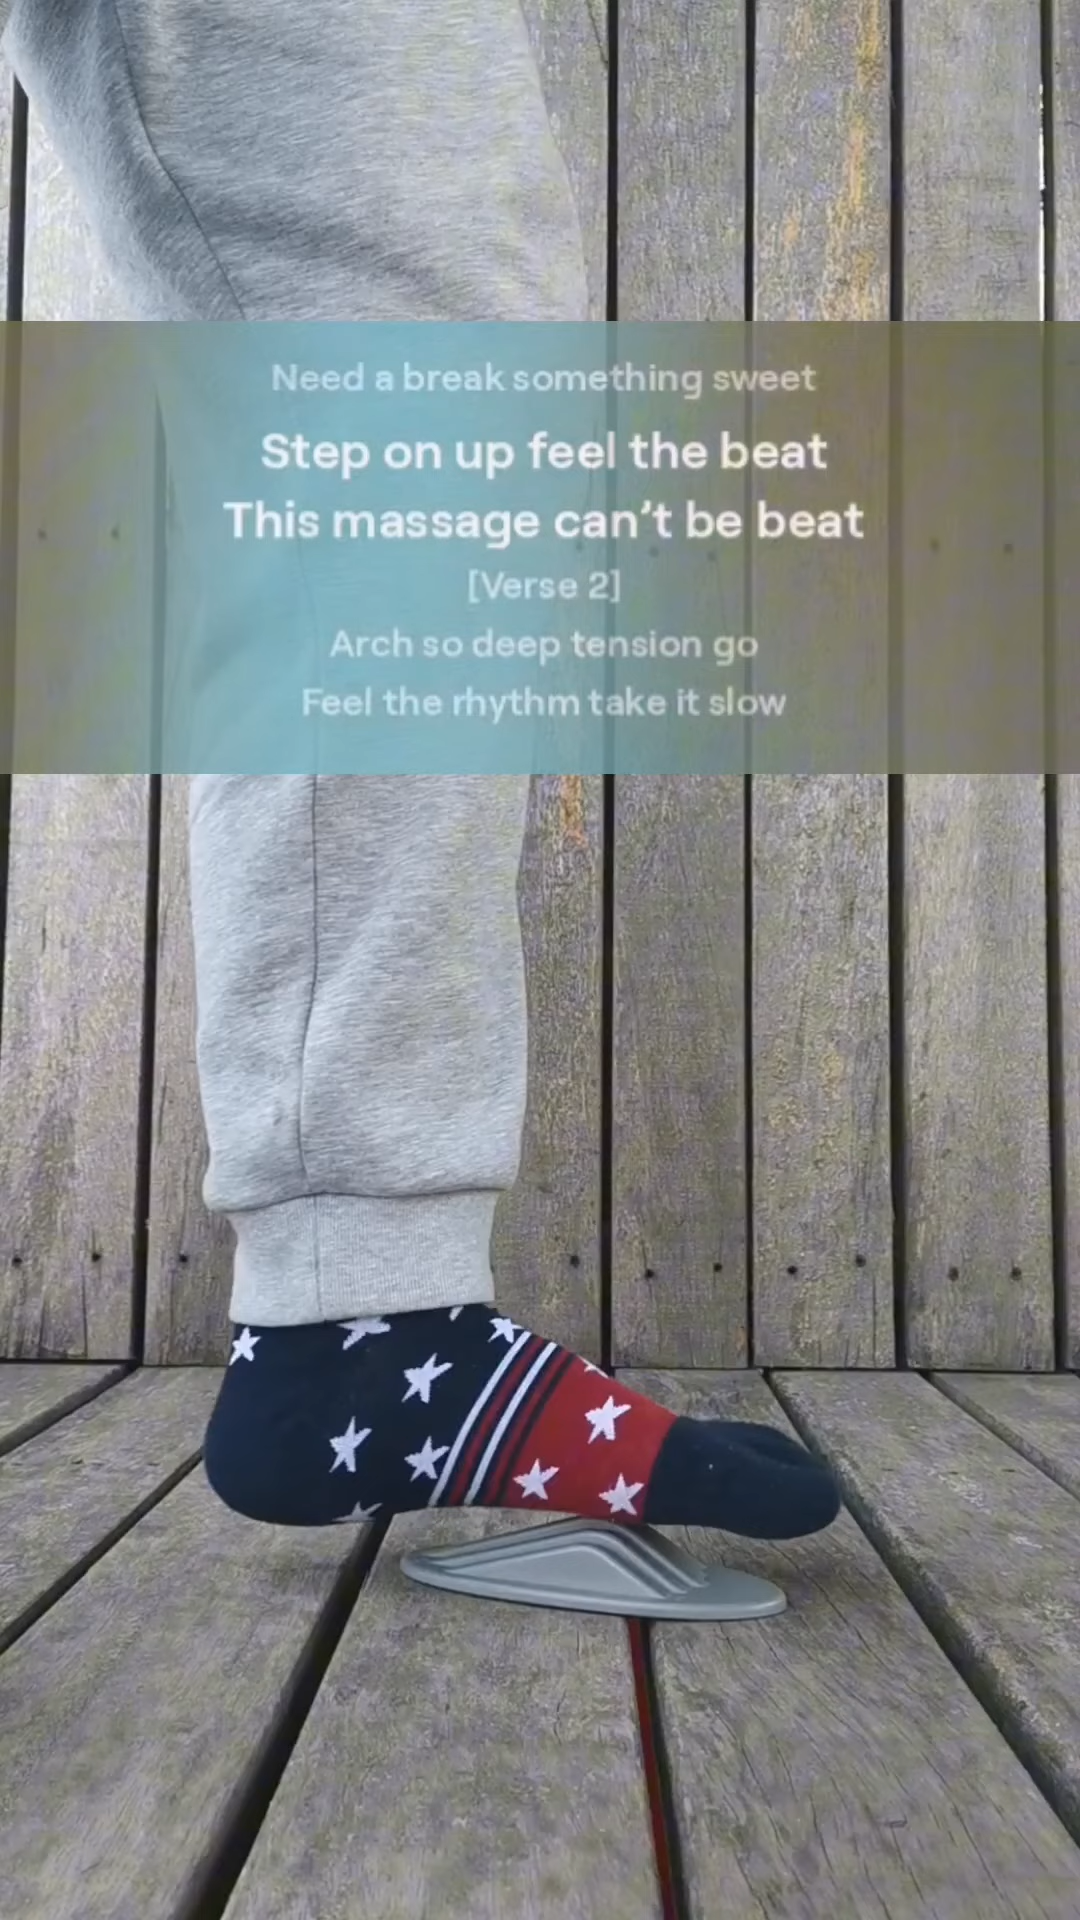 Need a break something sweet
Step on up feel the beat
This massage can’t be beat
[Verse 2]
Arch so deep tension go
Feel the rhythm take it slow